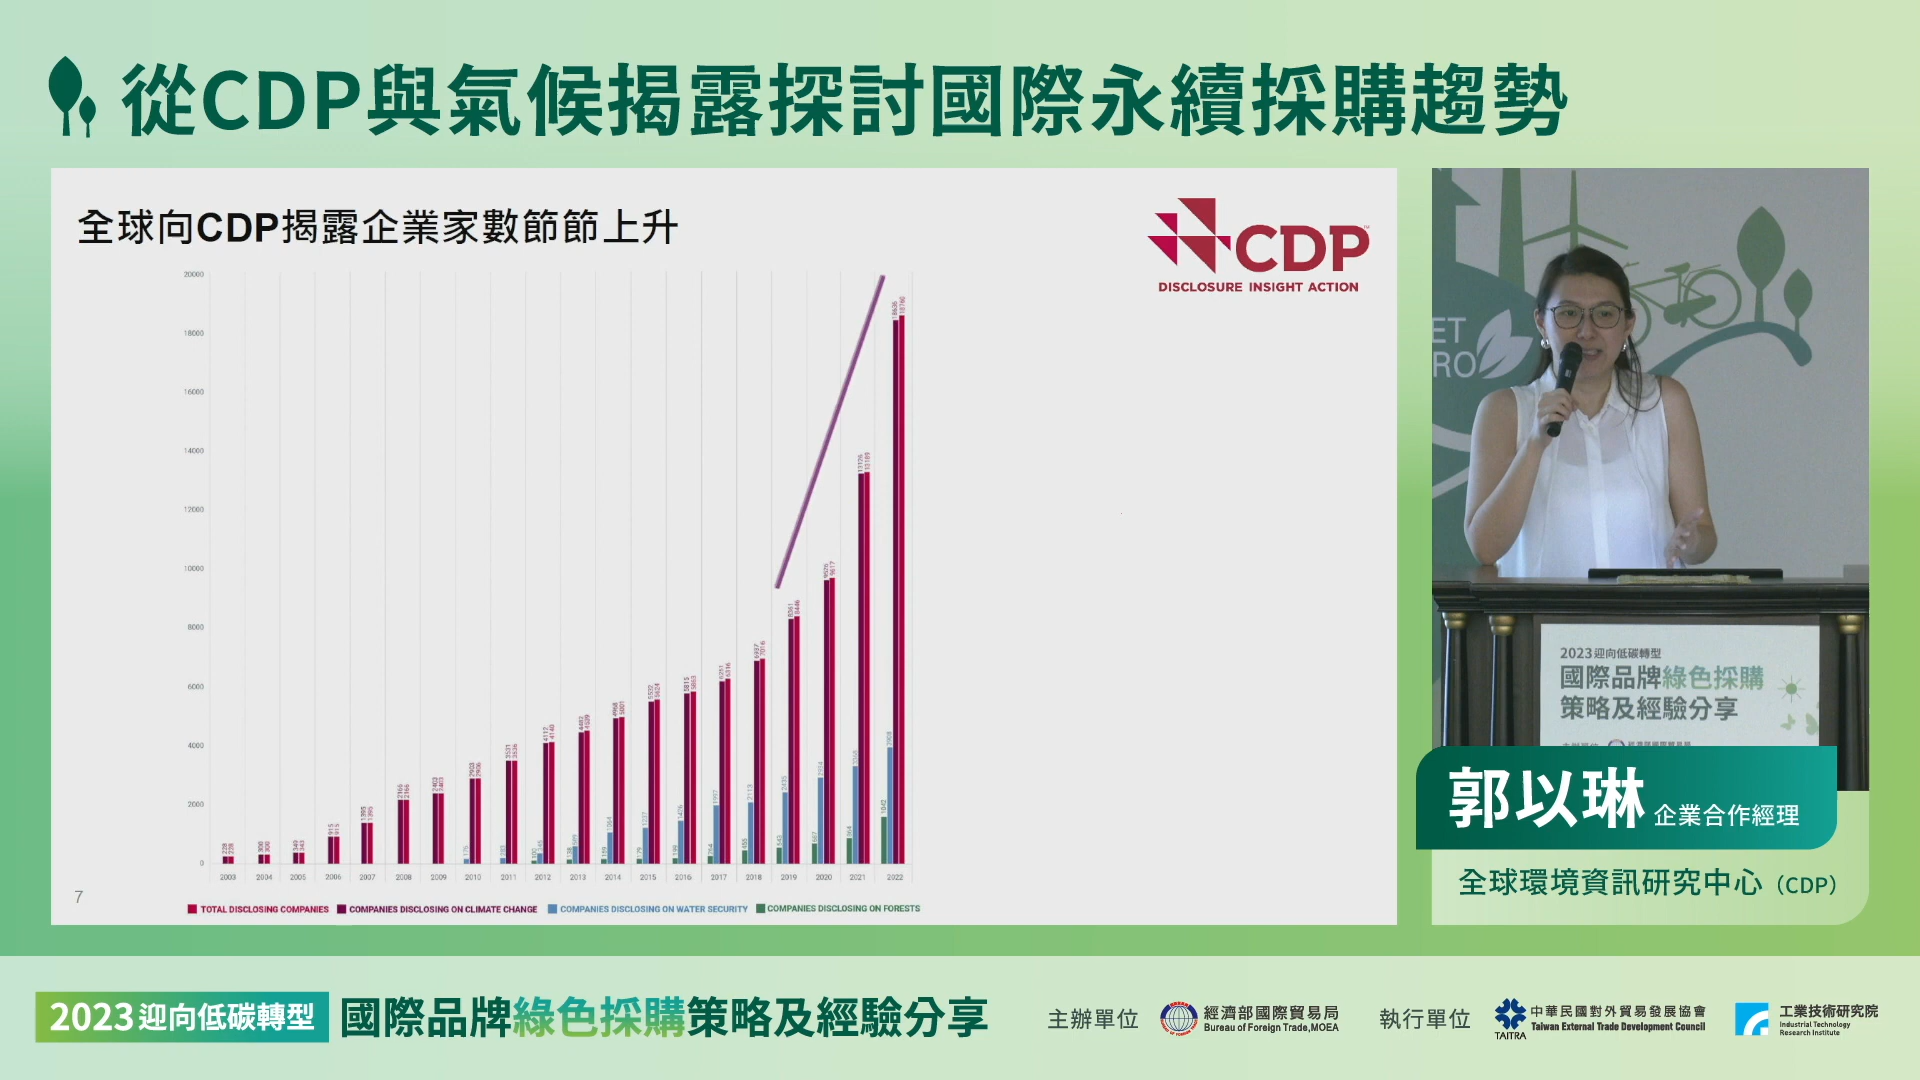 從CDP與氣候揭露探討國際永續採購趨勢
全球向CDP揭露企業家數節節上升
CDP
DISCLOSURE INSIGHT ACTION
20000
18000
16000
14000
12000
10000
8000
6000
4000
2000
0
2003 2004 2005 2006 2007 2008 2009 2010 2011 2012 2013 2014 2015 2016 2017 2018 2019 2020 2021 2022
TOTAL DISCLOSING COMPANIES COMPANIES DISCLOSING ON CLIMATE CHANGE COMPANIES DISCLOSING ON WATER SECURITY COMPANIES DISCLOSING ON FORESTS
7
ET
RO
2023迎向低碳轉型
國際品牌綠色採購
策略及經驗分享
郭以琳 企業合作經理
全球環境資訊研究中心（CDP）
2023迎向低碳轉型 國際品牌綠色採購策略及經驗分享
主辦單位
經濟部國際貿易局
Bureau of Foreign Trade,MOEA
執行單位
TAITRA
中華民國對外貿易發展協會
Taiwan External Trade Development Council
工業技術研究院
Industrial Technology
Research Institute